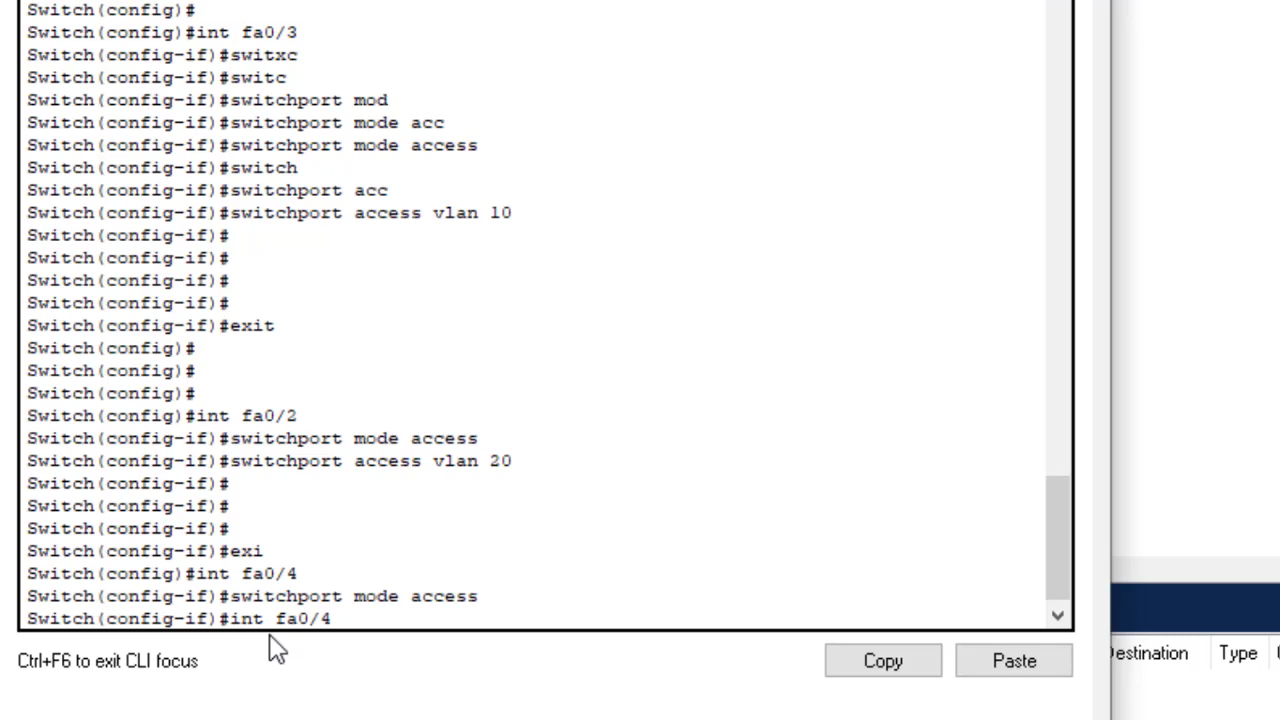 Switch(config)#
Switch(config)#int fa0/3
Switch(config-if)#switxc
Switch(config-if)#switc
Switch(config-if)#switchport mod
Switch(config-if)#switchport mode acc
Switch(config-if)#switchport mode access
Switch(config-if)#switch
Switch(config-if)#switchport acc
Switch(config-if)#switchport access vlan 10
Switch(config-if)#
Switch(config-if)#
Switch(config-if)#
Switch(config-if)#
Switch(config-if)#exit
Switch(config)#
Switch(config)#
Switch(config)#
Switch(config)#int fa0/2
Switch(config-if)#switchport mode access
Switch(config-if)#switchport access vlan 20
Switch(config-if)#
Switch(config-if)#
Switch(config-if)#
Switch(config-if)#exi
Switch(config)#int fa0/4
Switch(config-if)#switchport mode access
Switch(config-if)#int fa0/4
Ctrl+F6 to exit CLI focus
Copy
Paste
Type